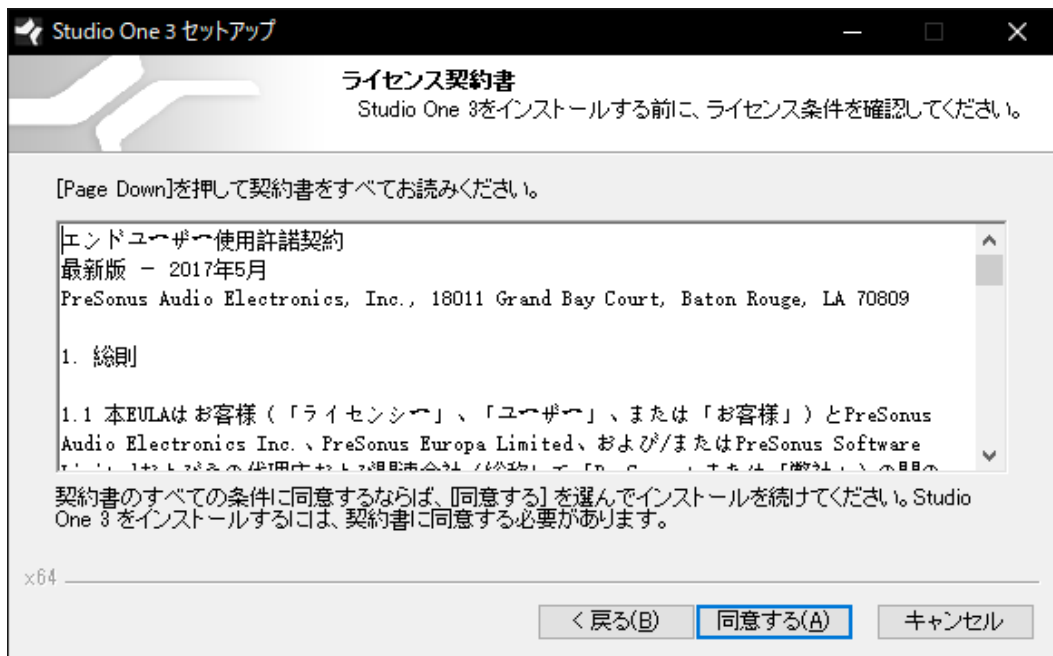 Studio One 3 セットアップ
ライセンス契約書
Studio One 3をインストールする前に、ライセンス条件を確認してください。
[Page Down]を押して契約書をすべてお読みください。
エンドユーザー使用許諾契約
最新版 － 2017年5月
PreSonus Audio Electronics, Inc., 18011 Grand Bay Court, Baton Rouge, LA 70809
1. 総則
1.1 本EULAはお客様（「ライセンシー」、「ユーザー」、または「お客様」）とPreSonus
Audio Electronics Inc.、PreSonus Europa Limited、および/またはPreSonus Software
契約書のすべての条件に同意するならば、[同意する] を選んでインストールを続けてください。Studio
One 3 をインストールするには、契約書に同意する必要があります。
x64
< 戻る(B)
同意する(A)
キャンセル